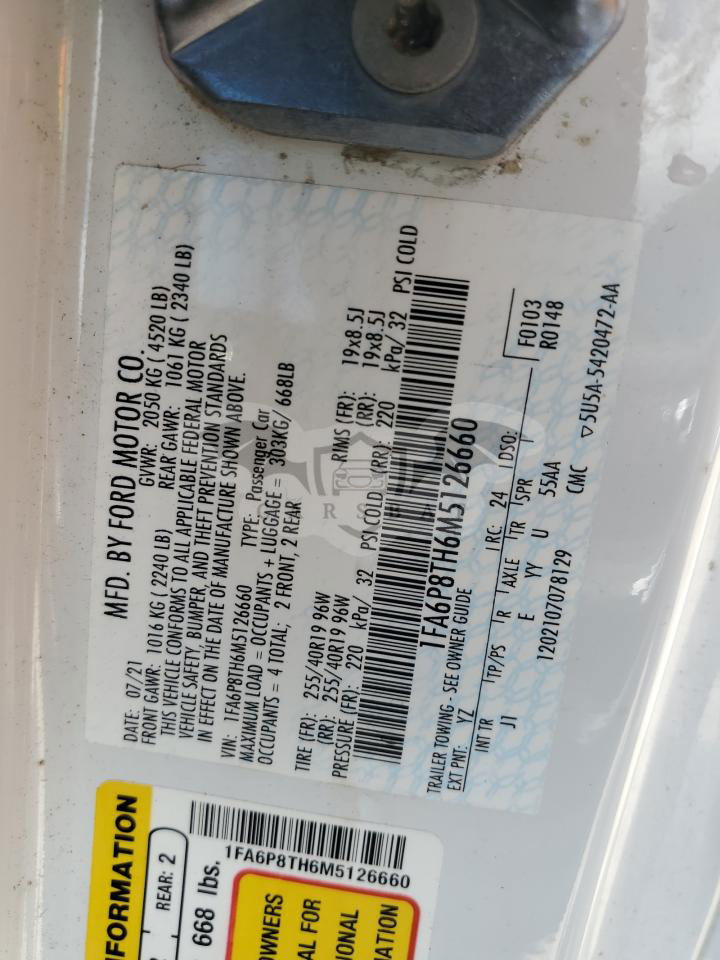 MFD. BY FORD MOTOR CO.
DATE: 07/21 GVWR: 2050 KG ( 4520 LB)
FRONT GAWR: 1016 KG ( 2240 LB) REAR GAWR: 1061 KG ( 2340 LB)
THIS VEHICLE CONFORMS TO ALL APPLICABLE FEDERAL MOTOR
VEHICLE SAFETY, BUMPER, AND THEFT PREVENTION STANDARDS
IN EFFECT ON THE DATE OF MANUFACTURE SHOWN ABOVE.
VIN: 1FA6P8TH6M5126660 TYPE: Passenger Car
MAXIMUM LOAD = OCCUPANTS + LUGGAGE = 303KG/ 668LB
OCCUPANTS = 4 TOTAL; 2 FRONT, 2 REAR
TIRE (FR): 255/40R19 96W RIMS (FR): 19x8.5J
(RR): 255/40R19 96W (RR): 19x8.5J
PRESSURE (FR): 220 kPa/ 32 PSI COLD (RR): 220 kPa/ 32 PSI COLD
1FA6P8TH6M5126660
TRAILER TOWING - SEE OWNER GUIDE
EXT PNT: YZ RC: 24 DSO: F0103
R0148
INT TR TP/PS R AXLE TR SPR
J1 E YY U 55AA
12021070781​29 CMC ▽5U5A-5420472-AA
NFORMATION
REAR: 2
668 lbs.
1FA6P8TH6M5126660
OWNERS
AL FOR
IONAL
ATION